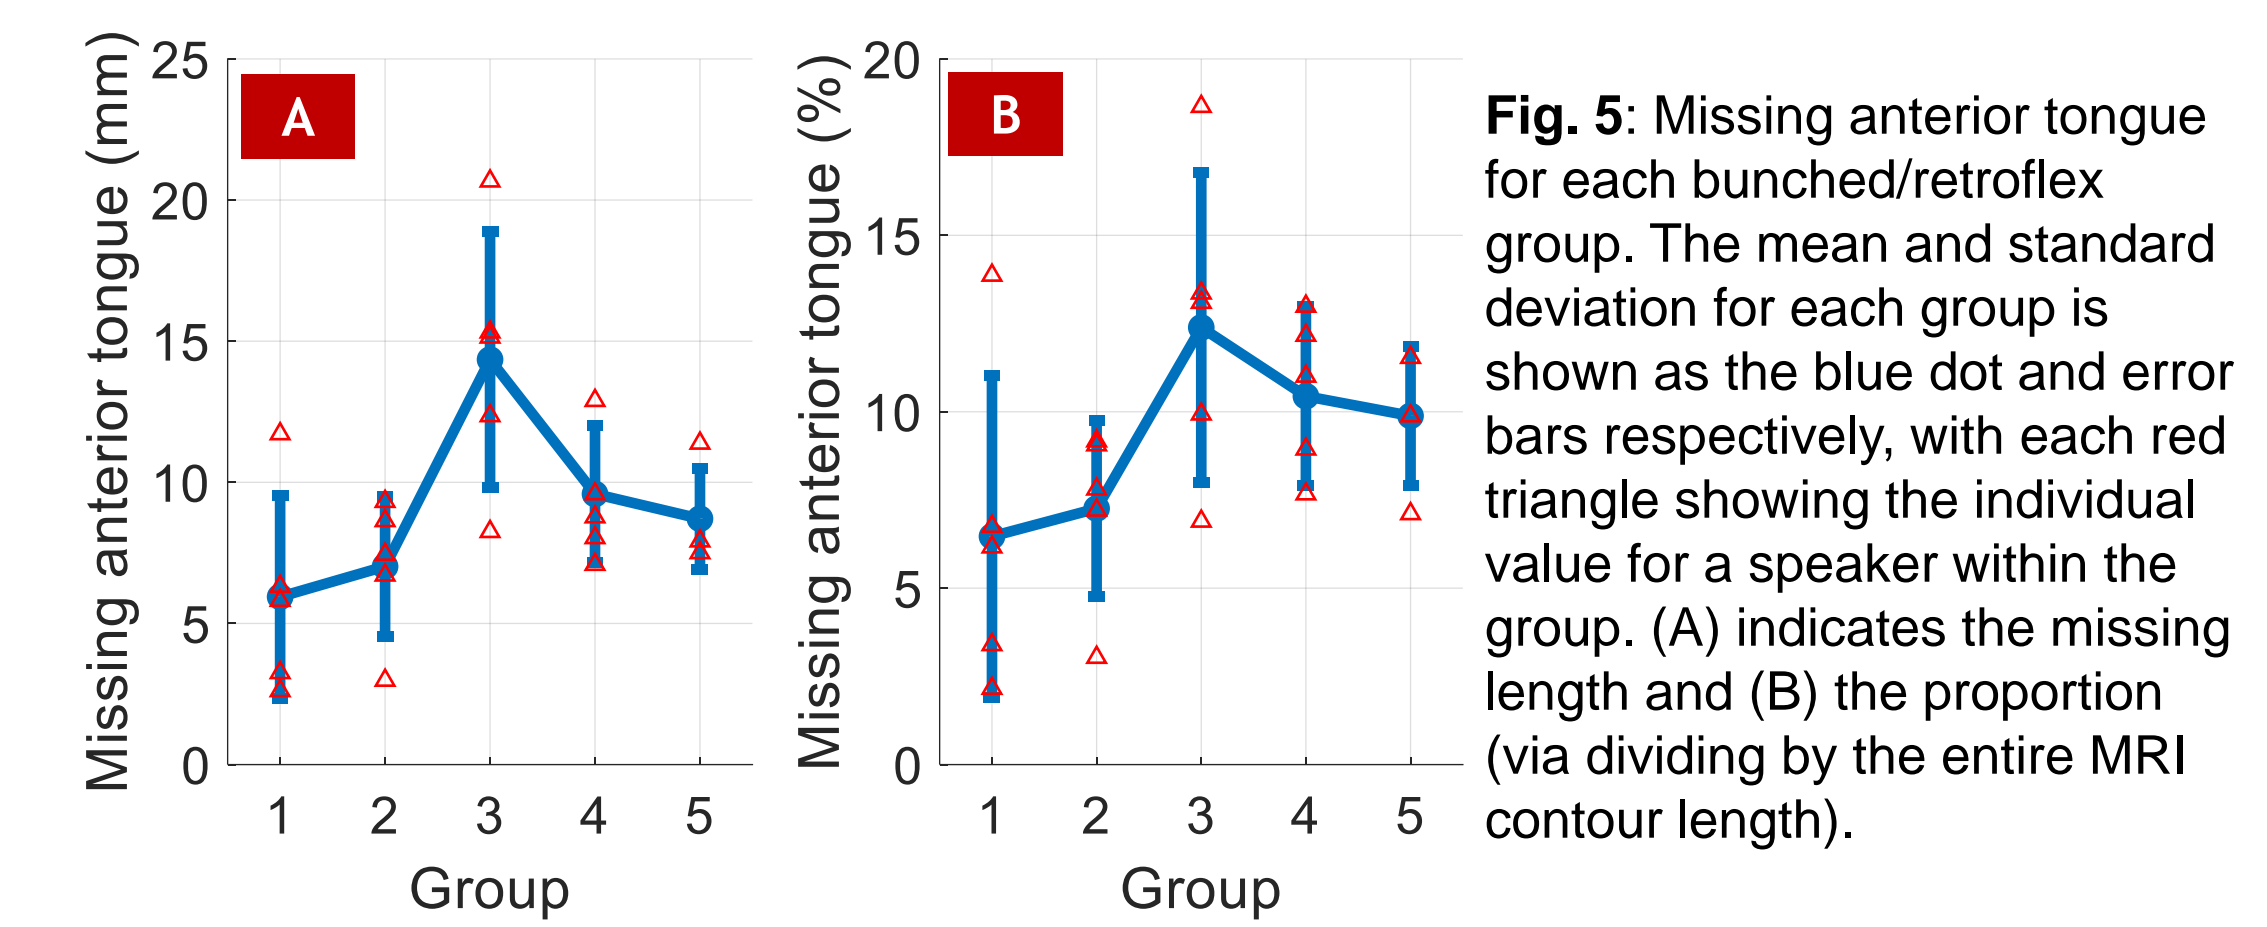 A
Missing anterior tongue (mm)
25
20
15
10
5
0
1 2 3 4 5
Group
B
Missing anterior tongue (%)
20
15
10
5
0
1 2 3 4 5
Group
Fig. 5: Missing anterior tongue
for each bunched/retroflex
group. The mean and standard
deviation for each group is
shown as the blue dot and error
bars respectively, with each red
triangle showing the individual
value for a speaker within the
group. (A) indicates the missing
length and (B) the proportion
(via dividing by the entire MRI
contour length).